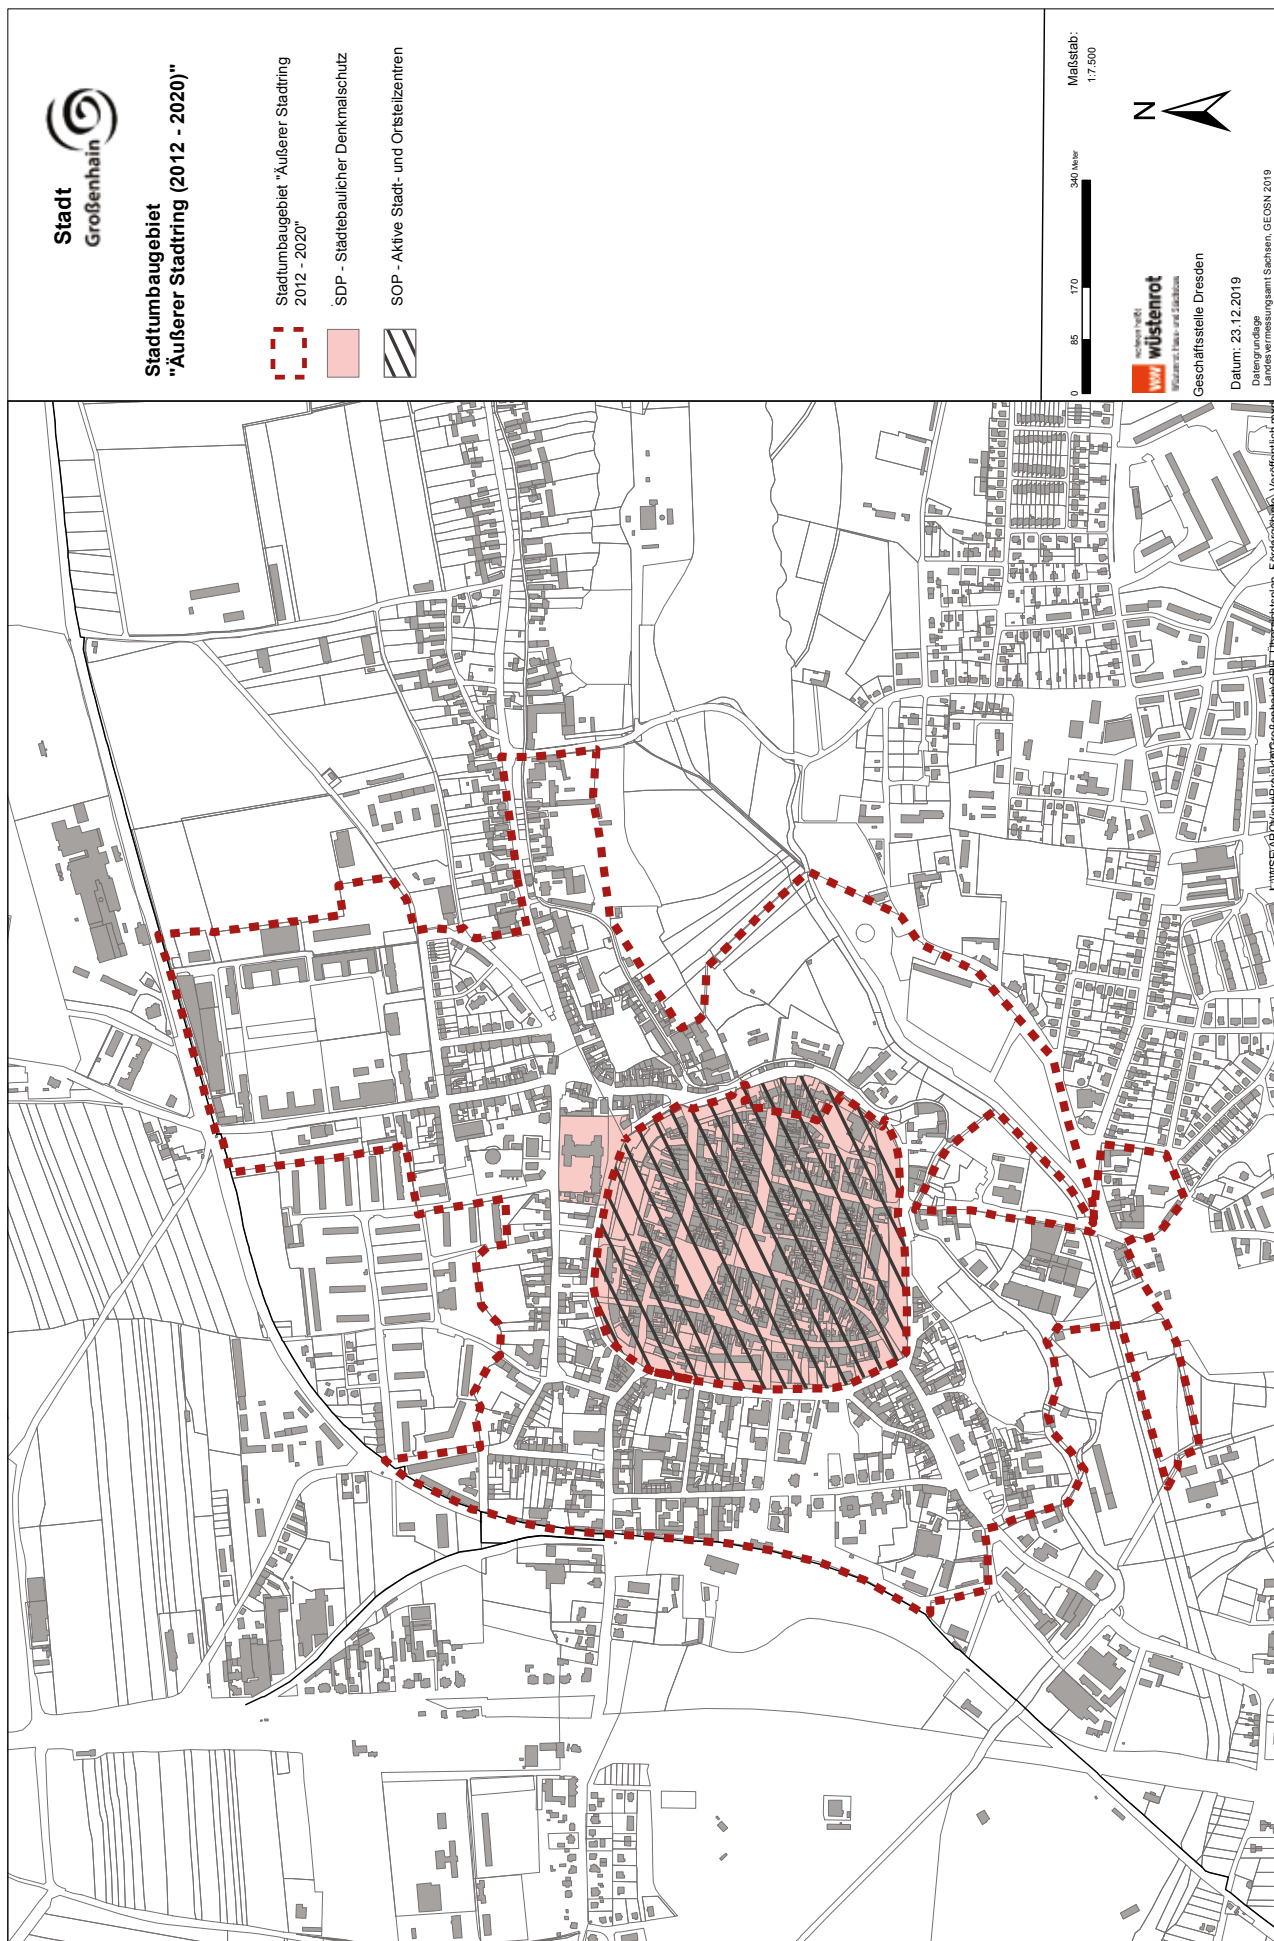 Stadt
Großenhain
Stadtumbaugebiet
"Äußerer Stadtring (2012 - 2020)"
Stadtumbaugebiet "Äußerer Stadtring
2012 - 2020"
SDP - Städtebaulicher Denkmalschutz
SOP - Aktive Stadt- und Ortsteilzentren
Maßstab:
1:7.500
N
0 85 170 340 Meter
wüstenrot
Geschäftsstelle Dresden
Datum: 23.12.2019
Datengrundlage
Landesvermessungsamt Sachsen, GEOSN 2019